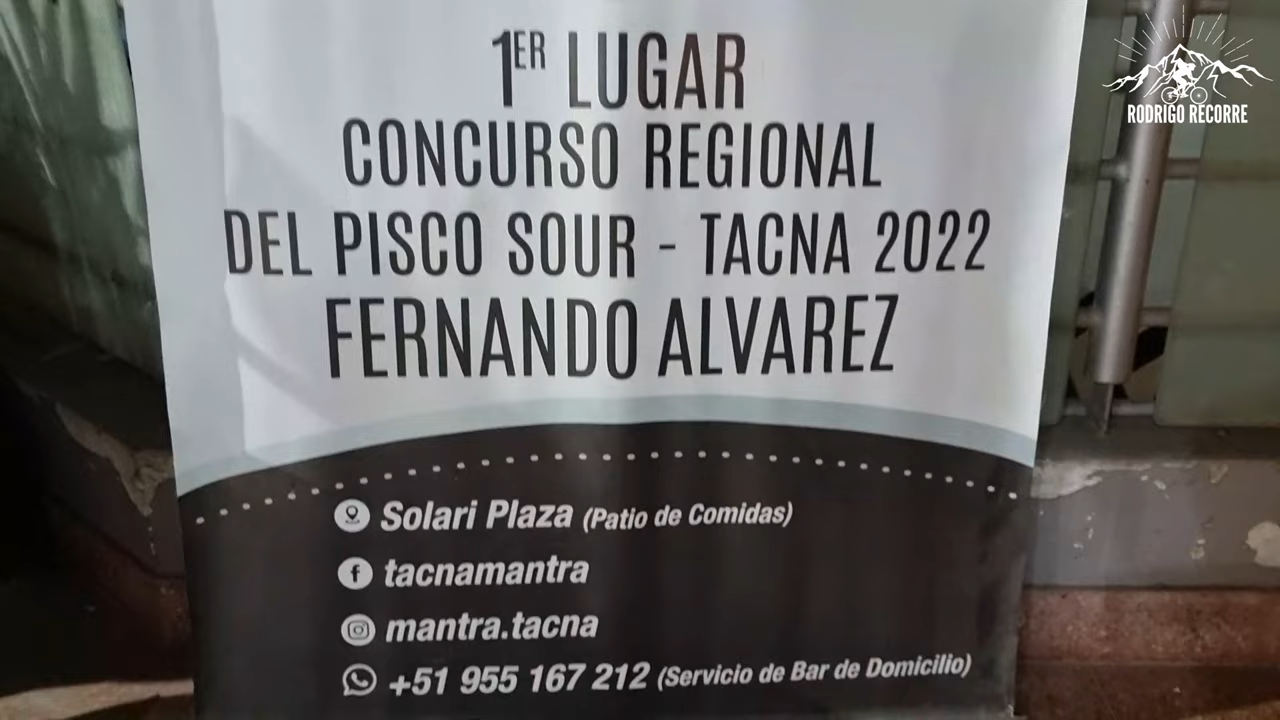 1ER LUGAR
CONCURSO REGIONAL
DEL PISCO SOUR - TACNA 2022
FERNANDO ALVAREZ
Solari Plaza (Patio de Comidas)
tacnamantra
mantra.tacna
+51 955 167 212 (Servicio de Bar de Domicilio)
RODRIGO RECORRE